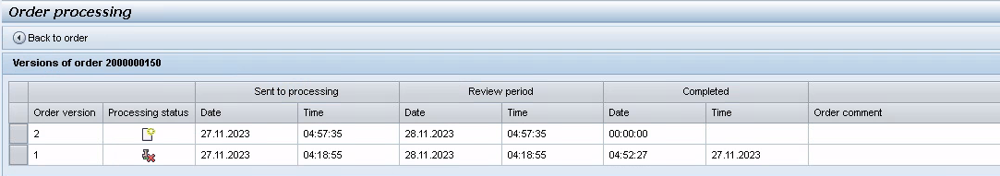 Order processing
Back to order
Versions of order 2000000150
Sent to processing Review period Completed
Order version Processing status Date Time Date Time Date Time Order comment
2 27.11.2023 04:57:35 28.11.2023 04:57:35 00:00:00
1 27.11.2023 04:18:55 28.11.2023 04:18:55 04:52:27 27.11.2023